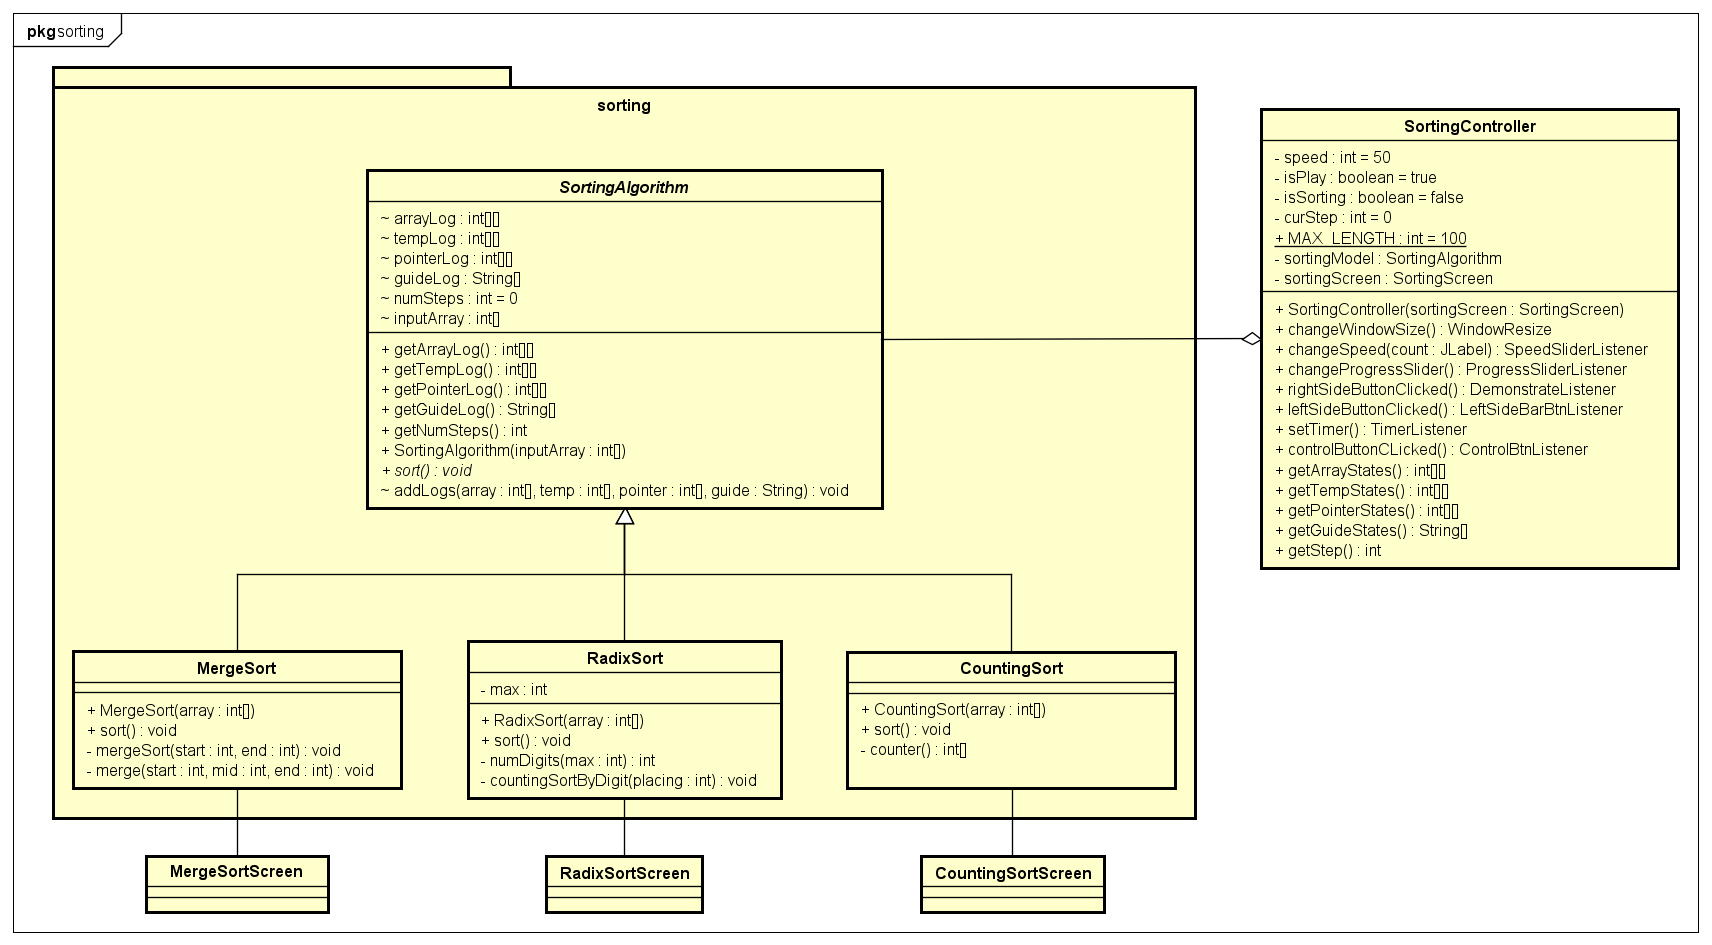 pkg sorting
sorting
SortingAlgorithm
~ arrayLog : int[][]
~ tempLog : int[][]
~ pointerLog : int[][]
~ guideLog : String[]
~ numSteps : int = 0
~ inputArray : int[]
+ getArrayLog() : int[][]
+ getTempLog() : int[][]
+ getPointerLog() : int[][]
+ getGuideLog() : String[]
+ getNumSteps() : int
+ SortingAlgorithm(inputArray : int[])
+ sort() : void
~ addLogs(array : int[], temp : int[], pointer : int[], guide : String) : void
SortingController
- speed : int = 50
- isPlay : boolean = true
- isSorting : boolean = false
- curStep : int = 0
+ MAX_LENGTH : int = 100
- sortingModel : SortingAlgorithm
- sortingScreen : SortingScreen
+ SortingController(sortingScreen : SortingScreen)
+ changeWindowSize() : WindowResize
+ changeSpeed(count : JLabel) : SpeedSliderListener
+ changeProgressSlider() : ProgressSliderListener
+ rightSideButtonClicked() : DemonstrateListener
+ leftSideButtonClicked() : LeftSideBarBtnListener
+ setTimer() : TimerListener
+ controlButtonCLicked() : ControlBtnListener
+ getArrayStates() : int[][]
+ getTempStates() : int[][]
+ getPointerStates() : int[][]
+ getGuideStates() : String[]
+ getStep() : int
MergeSort
+ MergeSort(array : int[])
+ sort() : void
- mergeSort(start : int, end : int) : void
- merge(start : int, mid : int, end : int) : void
RadixSort
- max : int
+ RadixSort(array : int[])
+ sort() : void
- numDigits(max : int) : int
- countingSortByDigit(placing : int) : void
CountingSort
+ CountingSort(array : int[])
+ sort() : void
- counter() : int[]
MergeSortScreen
RadixSortScreen
CountingSortScreen